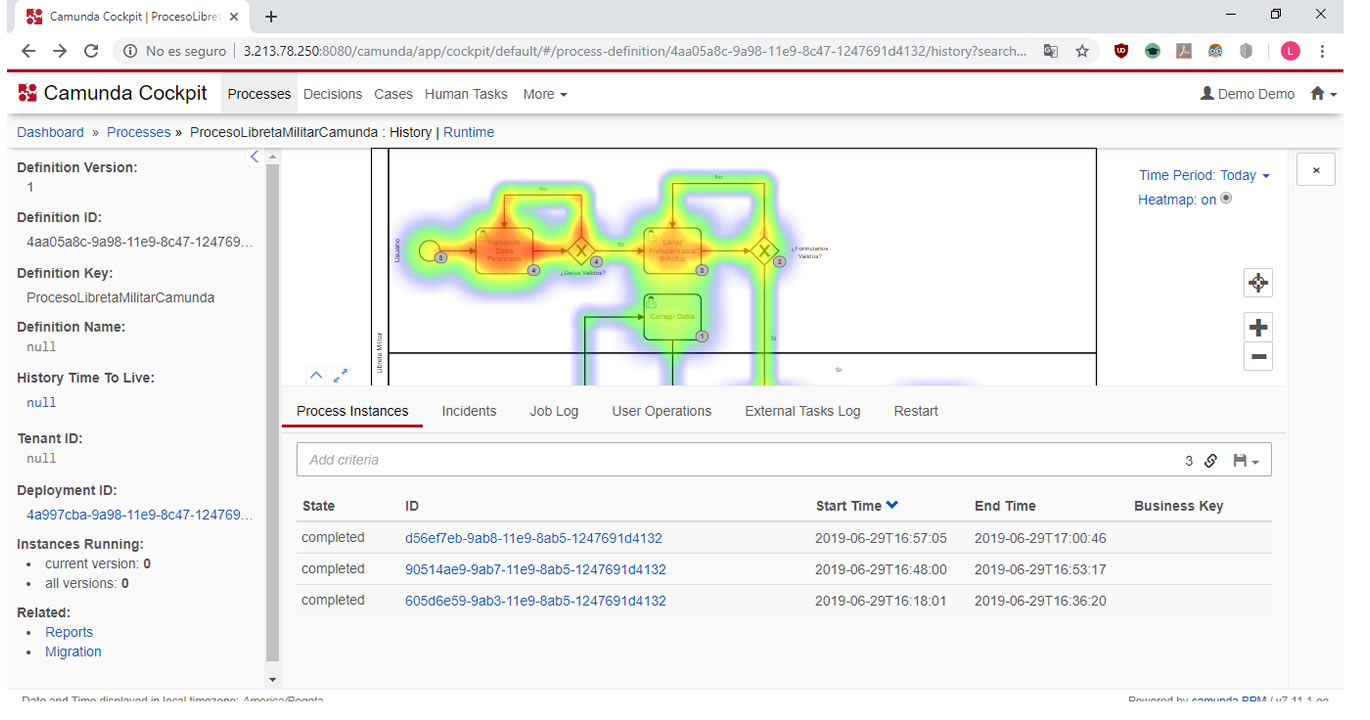 Camunda Cockpit | ProcesoLibret
No es seguro | 3.213.78.250:8080/camunda/app/cockpit/default/#/process-definition/4aa05a8c-9a98-11e9-8c47-1247691d4132/history?search...
L
Camunda Cockpit Processes Decisions Cases Human Tasks More Demo Demo
Dashboard » Processes » ProcesoLibretaMilitarCamunda : History | Runtime
Definition Version:
1
Definition ID:
4aa05a8c-9a98-11e9-8c47-124769...
Definition Key:
ProcesoLibretaMilitarCamunda
Definition Name:
null
History Time To Live:
null
Tenant ID:
null
Deployment ID:
4a997cba-9a98-11e9-8c47-124769...
Instances Running:
• current version: 0
• all versions: 0
Related:
• Reports
• Migration
Time Period: Today
Heatmap: on
Libreta Militar
Usuario
No
No
Ingreso de
Datos
Personales
Si
Llenar
Formulario para
Solicitud
¿Datos Validos?
¿Formularios
Validos?
3
4
4
3
3
Corregir Datos
1
Si
Si
Process Instances Incidents Job Log User Operations External Tasks Log Restart
Add criteria 3
State ID Start Time End Time Business Key
completed d56ef7eb-9ab8-11e9-8ab5-1247691d4132 2019-06-29T16:57:05 2019-06-29T17:00:46
completed 90514ae9-9ab7-11e9-8ab5-1247691d4132 2019-06-29T16:48:00 2019-06-29T16:53:17
completed 605d6e59-9ab3-11e9-8ab5-1247691d4132 2019-06-29T16:18:01 2019-06-29T16:36:20
Date and Time displayed in local timezone: America/Bogota
Powered by camunda BPM / v7.11.1-ee